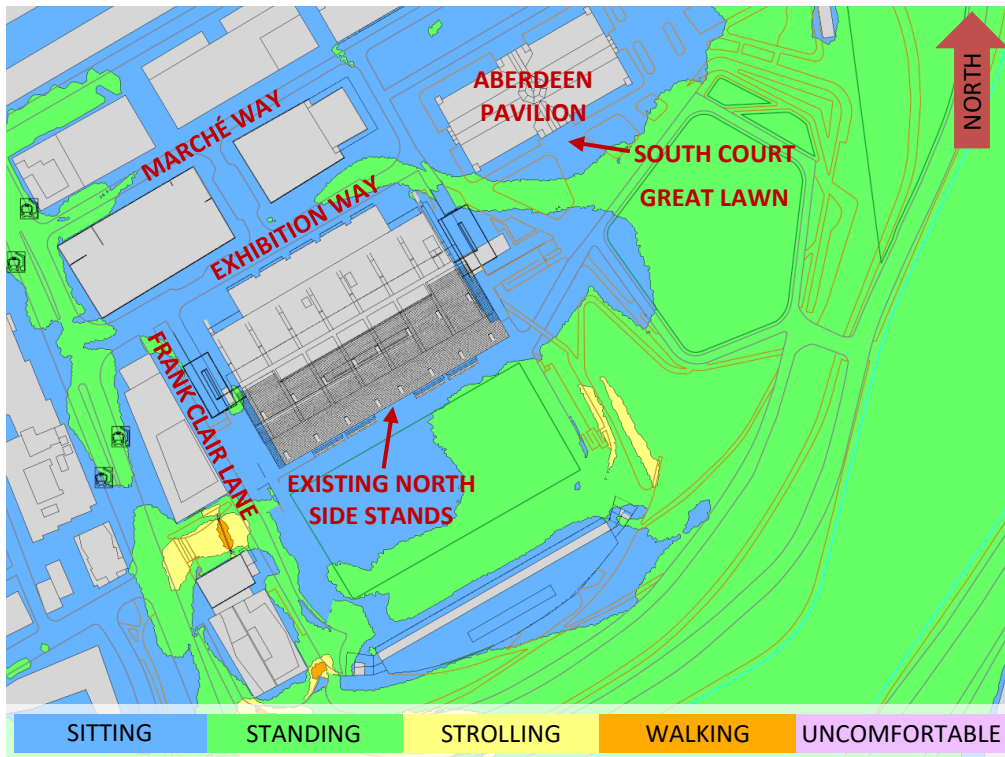 ABERDEEN
PAVILION
NORTH
MARCHÉ WAY
SOUTH COURT
GREAT LAWN
EXHIBITION WAY
FRANK CLAIR LANE
EXISTING NORTH
SIDE STANDS
SITTING
STANDING
STROLLING
WALKING
UNCOMFORTABLE